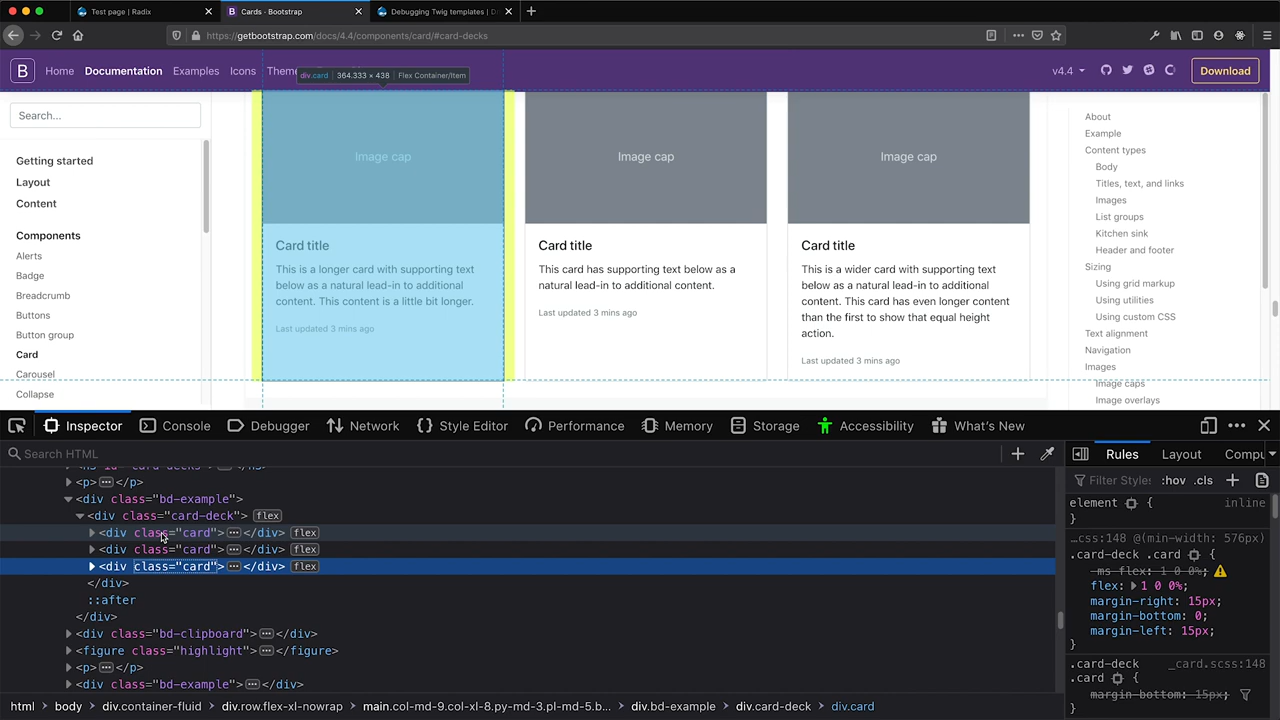 Test page | Radix
Cards · Bootstrap
Debugging Twig templates | D
https://getbootstrap.com/docs/4.4/components/card/#card-decks
B
Home
Documentation
Examples
Icons
Them
v4.4
Download
div.card | 364.333 × 438 | Flex Container/Item
Search...
Getting started
Layout
Content
Components
Alerts
Badge
Breadcrumb
Buttons
Button group
Card
Carousel
Collapse
Image cap
Card title
This is a longer card with supporting text
below as a natural lead-in to additional
content. This content is a little bit longer.
Last updated 3 mins ago
Image cap
Card title
This card has supporting text below as a
natural lead-in to additional content.
Last updated 3 mins ago
Image cap
Card title
This is a wider card with supporting text
below as a natural lead-in to additional
content. This card has even longer content
than the first to show that equal height
action.
Last updated 3 mins ago
About
Example
Content types
Body
Titles, text, and links
Images
List groups
Kitchen sink
Header and footer
Sizing
Using grid markup
Using utilities
Using custom CSS
Text alignment
Navigation
Images
Image caps
Image overlays
Inspector
Console
Debugger
Network
Style Editor
Performance
Memory
Storage
Accessibility
What's New
Search HTML
<p></p>
<div class="bd-example">
<div class="card-deck"> flex
<div class="card"></div> flex
<div class="card"></div> flex
<div class="card"></div> flex
</div>
::after
</div>
<div class="bd-clipboard"></div>
<figure class="highlight"></figure>
<p></p>
<div class="bd-example"></div>
html
body
div.container-fluid
div.row.flex-xl-nowrap
main.col-md-9.col-xl-8.py-md-3.pl-md-5.b...
div.bd-example
div.card-deck
div.card
Rules
Layout
Compu
Filter Styles
:hov .cls
element { inline
}
…css:148 @(min-width: 576px)
.card-deck .card {
-ms-flex: 1 0 0%;
flex: 1 0 0%;
margin-right: 15px;
margin-bottom: 0;
margin-left: 15px;
}
.card-deck _card.scss:148
.card {
margin-bottom: 15px;
}